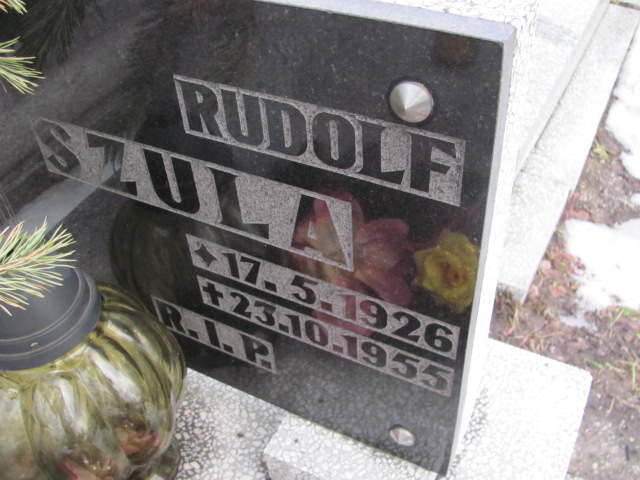 RUDOLF
SZULA
✦ 17.5.1926
✝ 23.10.1955
R.I.P.